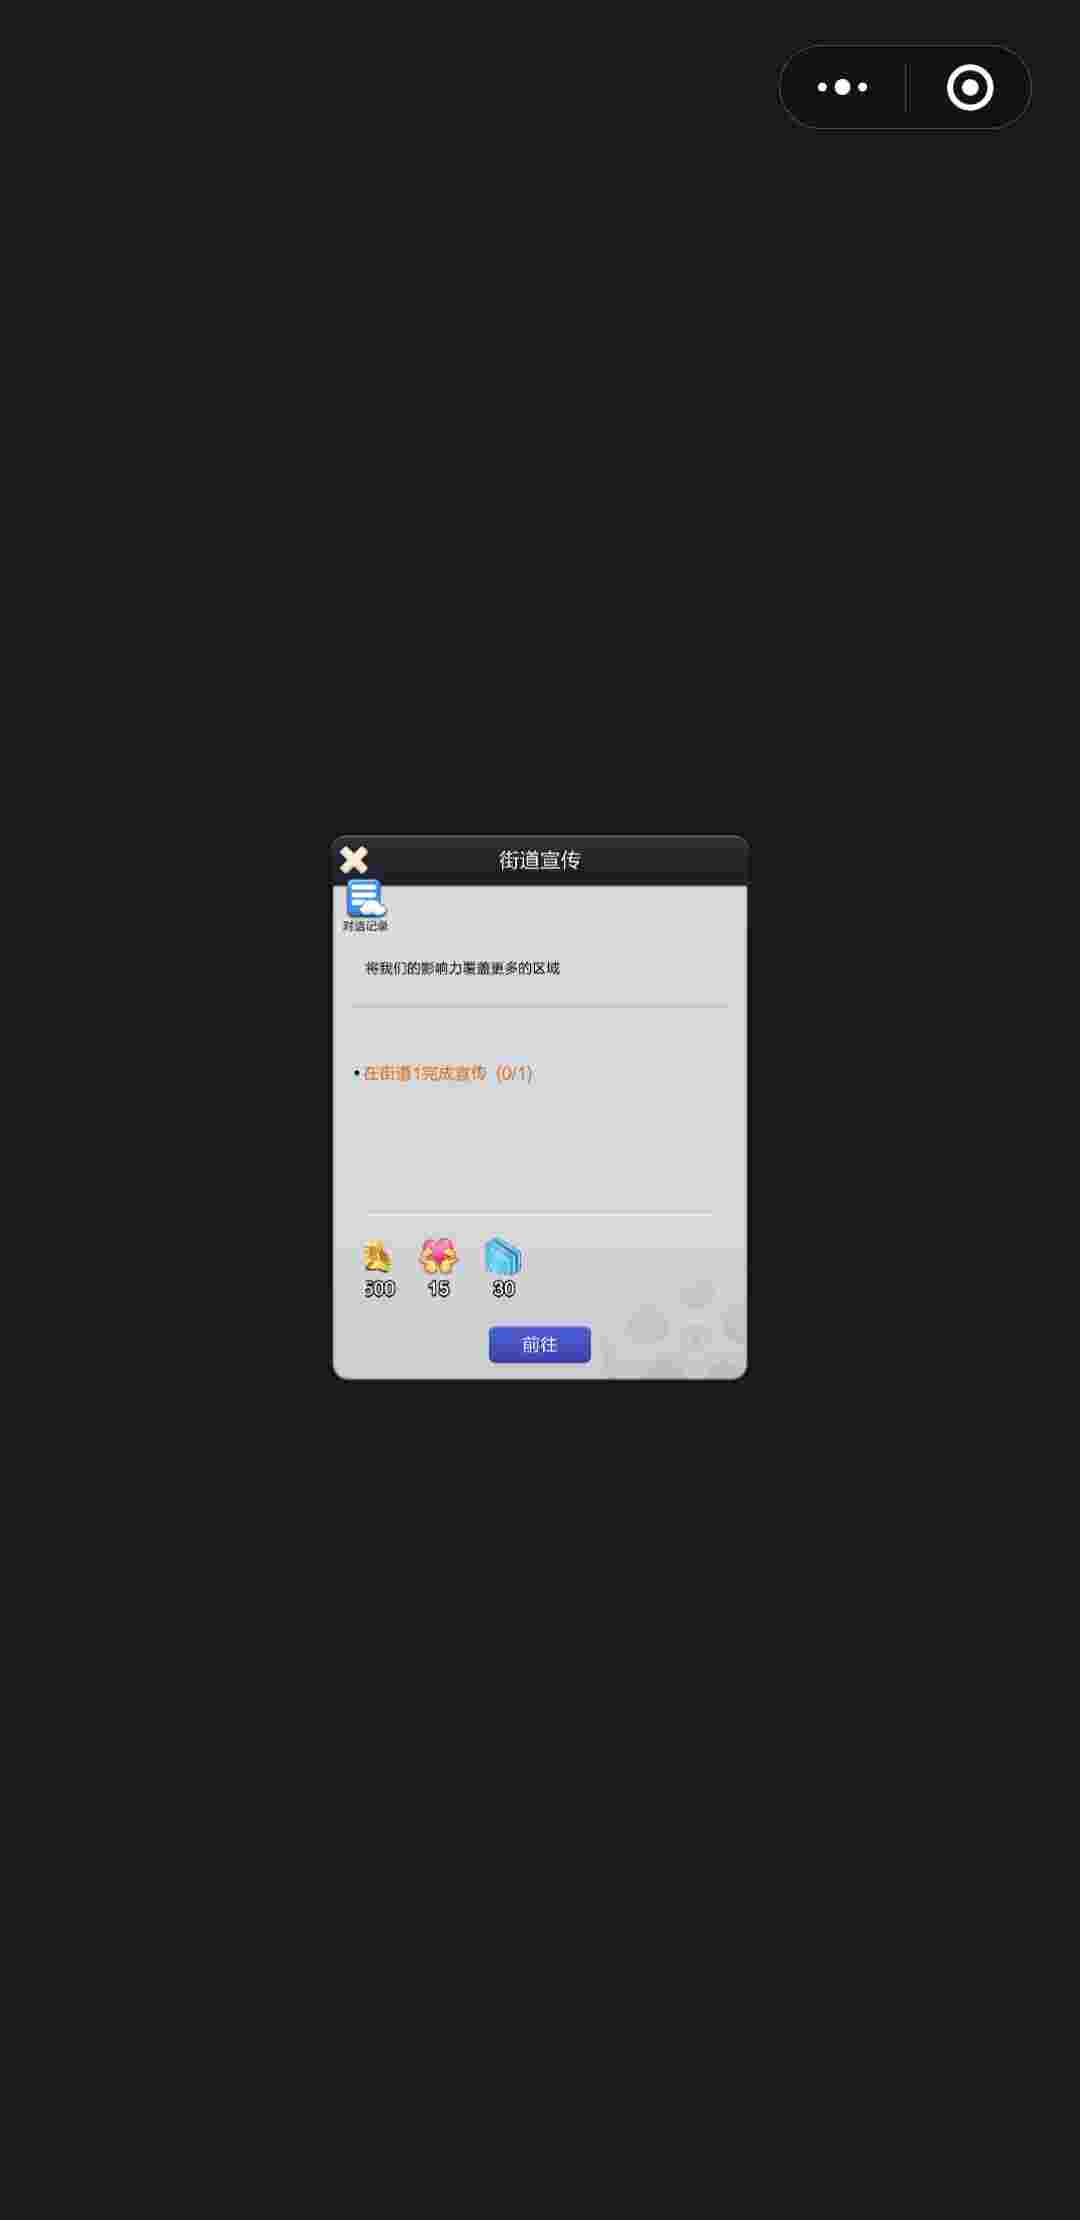 街道宣传
对话记录
将我们的影响力覆盖更多的区域
•在街道1完成宣传 (0/1)
500 15 30
前往